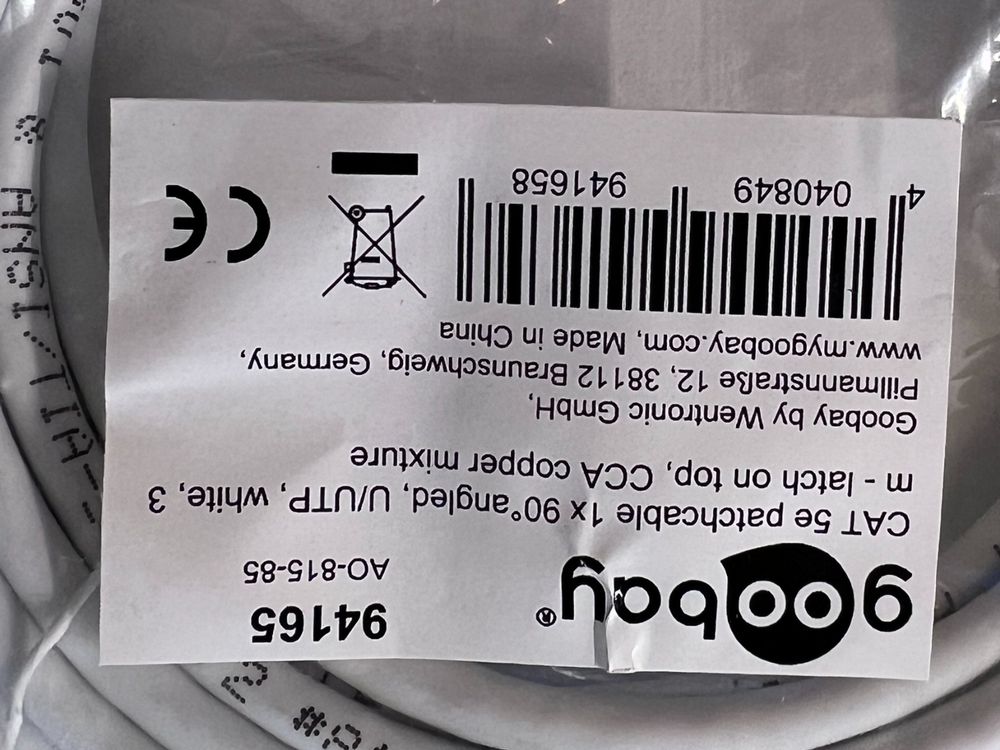 goobay®
94165
AO-815-85
CAT 5e patchcable 1x 90°angled, U/UTP, white, 3
m - latch on top, CCA copper mixture
Goobay by Wentronic GmbH,
Pillmannstraße 12, 38112 Braunschweig, Germany,
www.mygoobay.com, Made in China
4 040849 941658
CE
ANSI/TIA-